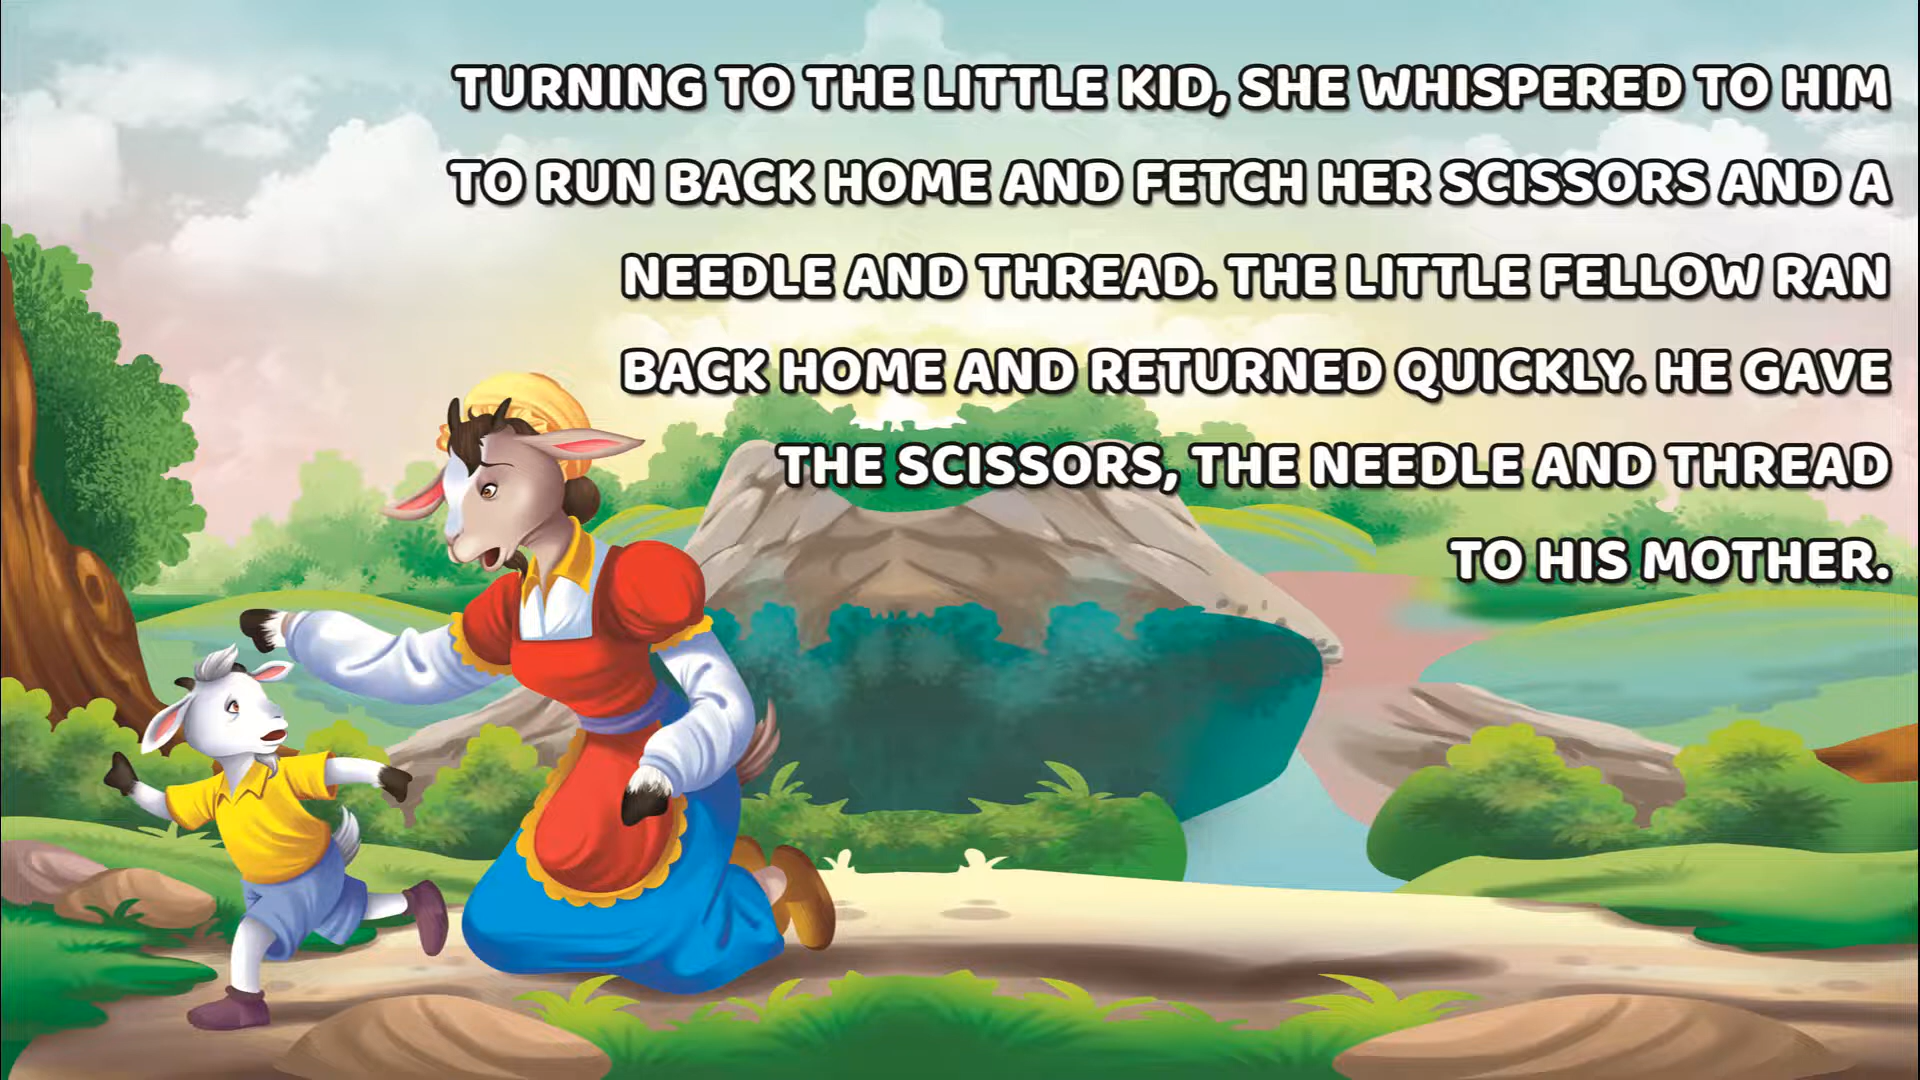 TURNING TO THE LITTLE KID, SHE WHISPERED TO HIM
TO RUN BACK HOME AND FETCH HER SCISSORS AND A
NEEDLE AND THREAD. THE LITTLE FELLOW RAN
BACK HOME AND RETURNED QUICKLY. HE GAVE
THE SCISSORS, THE NEEDLE AND THREAD
TO HIS MOTHER.